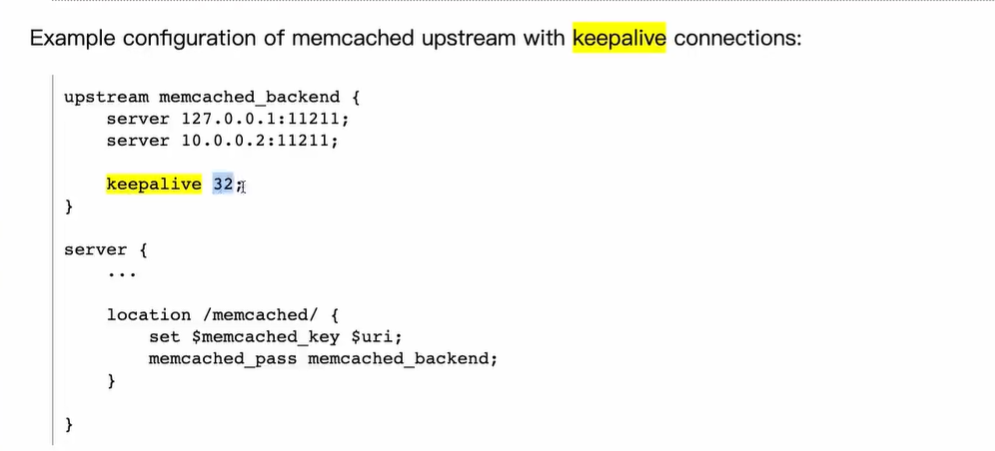 Example configuration of memcached upstream with keepalive connections:
upstream memcached_backend {
    server 127.0.0.1:11211;
    server 10.0.0.2:11211;
    keepalive 32;
}
server {
    ...
    location /memcached/ {
        set $memcached_key $uri;
        memcached_pass memcached_backend;
    }
}